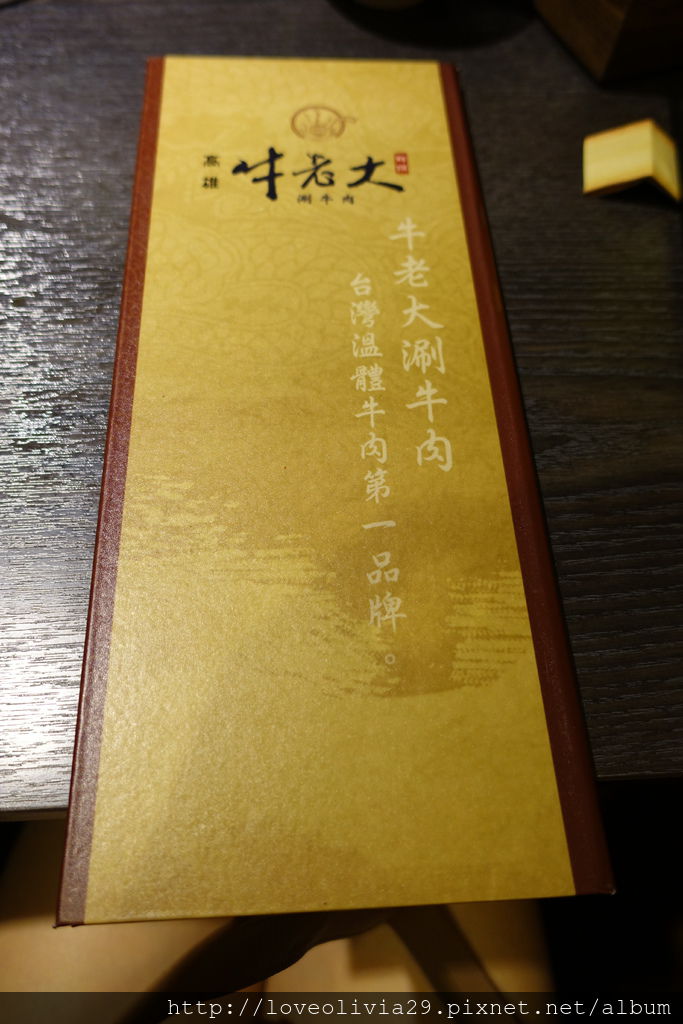 高雄
牛老大
涮牛肉
牛老大涮牛肉
台灣溫體牛肉第一品牌。
http://loveolivia29.pixnet.net/album